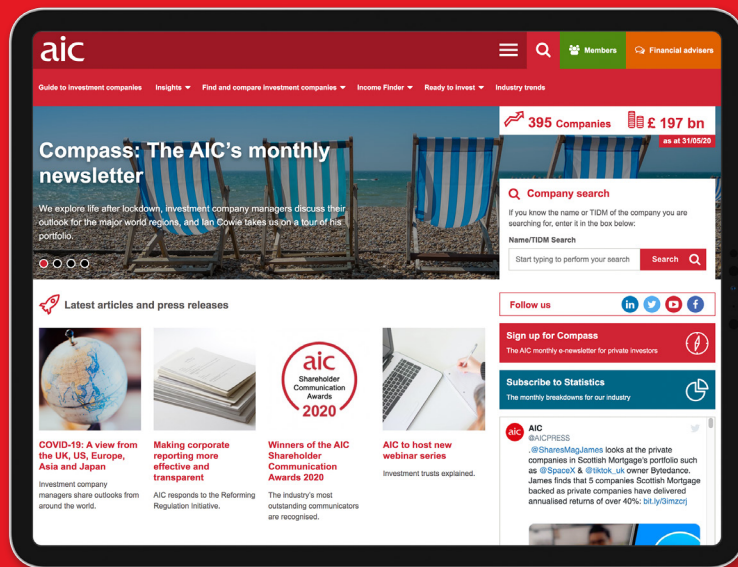 aic
Members
Financial advisers
Guide to investment companies
Insights
Find and compare investment companies
Income Finder
Ready to invest
Industry trends
Compass: The AIC's monthly
newsletter
We explore life after lockdown, investment company managers discuss their
outlook for the major world regions, and Ian Cowie takes us on a tour of his
portfolio.
395 Companies
£ 197 bn
as at 31/05/20
Company search
If you know the name or TIDM of the company you are
searching for, enter it in the box below:
Name/TIDM Search
Start typing to perform your search
Search
Latest articles and press releases
COVID-19: A view from
the UK, US, Europe,
Asia and Japan
Investment company
managers share outlooks from
around the world.
Making corporate
reporting more
effective and
transparent
AIC responds to the Reforming
Regulation Initiative.
aic
Shareholder
Communication
Awards
2020
Winners of the AIC
Shareholder
Communication
Awards 2020
The industry's most
outstanding communicators
are recognised.
AIC to host new
webinar series
Investment trusts explained.
Follow us
in
f
Sign up for Compass
The AIC monthly e-newsletter for private investors
Subscribe to Statistics
The monthly breakdowns for our industry
aic
AIC
@AICPRESS
.@SharesMagJames looks at the private
companies in Scottish Mortgage's portfolio such
as @SpaceX & @tiktok_uk owner Bytedance.
James finds that 5 companies Scottish Mortgage
backed as private companies have delivered
annualised returns of over 40%: bit.ly/3imzcrj